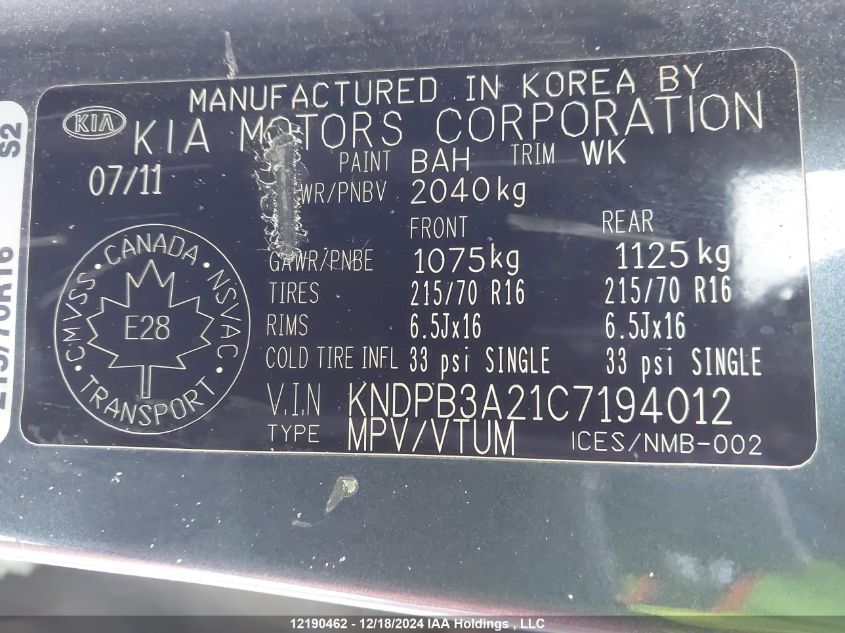 MANUFACTURED IN KOREA BY
KIA KIA MOTORS CORPORATION
07/11 PAINT BAH TRIM WK
WR/PNBV 2040kg
FRONT REAR
GAWR/PNBE 1075kg 1125kg
TIRES 215/70 R16 215/70 R16
RIMS 6.5Jx16 6.5Jx16
COLD TIRE INFL 33 psi SINGLE 33 psi SINGLE
V.I.N KNDPB3A21C7194012
TYPE MPV/VTUM ICES/NMB-002
CMVSS · CANADA · NSVAC
E28
TRANSPORT
S2
215/70R16
12190462 - 12/18/2024 IAA Holdings , LLC